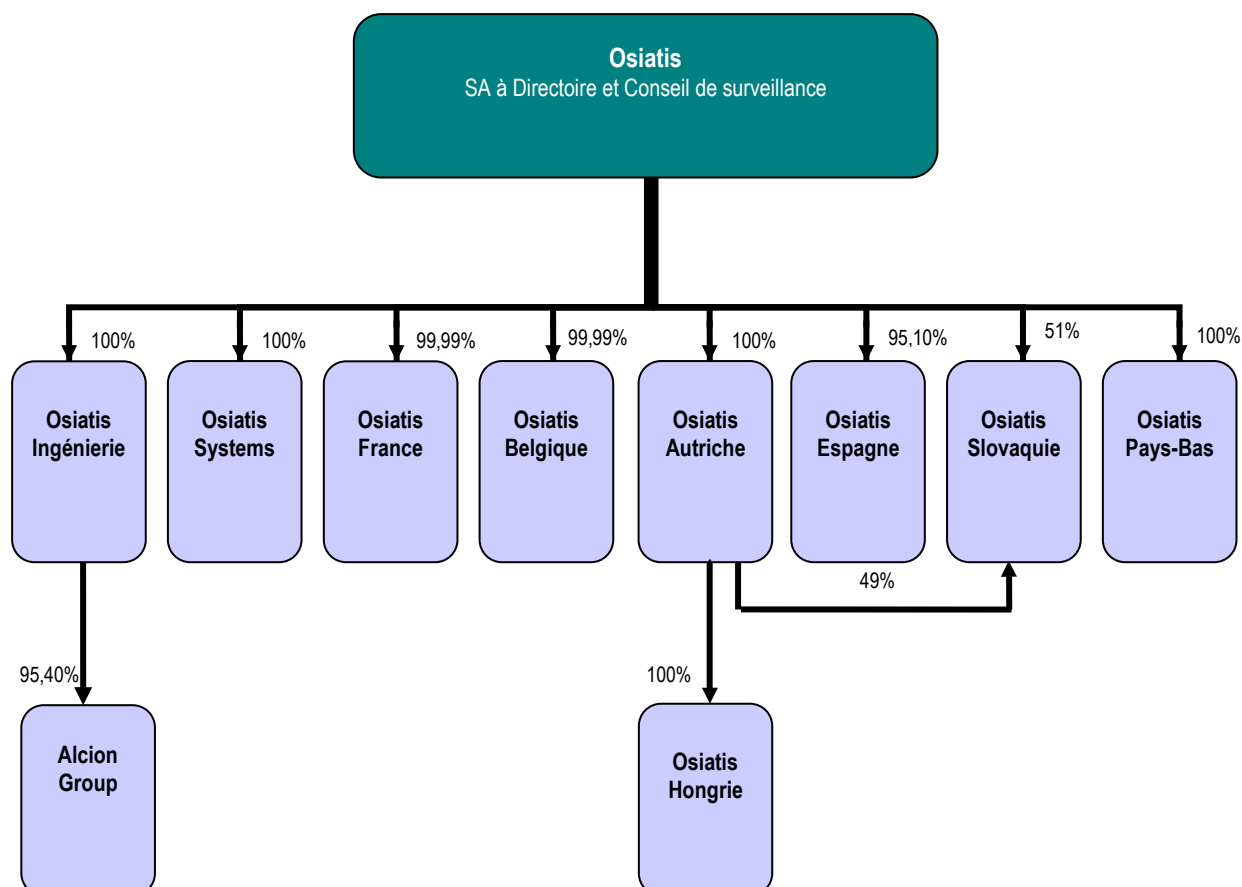 Osiatis
SA à Directoire et Conseil de surveillance
100%
100%
99,99%
99,99%
100%
95,10%
51%
100%
Osiatis
Ingénierie
Osiatis
Systems
Osiatis
France
Osiatis
Belgique
Osiatis
Autriche
Osiatis
Espagne
Osiatis
Slovaquie
Osiatis
Pays-Bas
49%
95,40%
100%
Alcion
Group
Osiatis
Hongrie